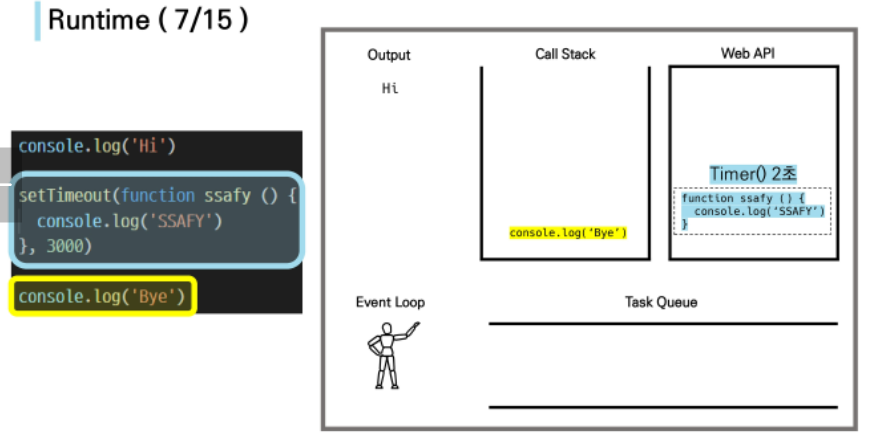 Runtime ( 7/15 )
console.log('Hi')
setTimeout(function ssafy () {
console.log('SSAFY')
}, 3000)
console.log('Bye')
Output
Call Stack
Web API
Hi
Timer() 2초
function ssafy () {
console.log('SSAFY')
}
console.log('Bye')
Event Loop
Task Queue